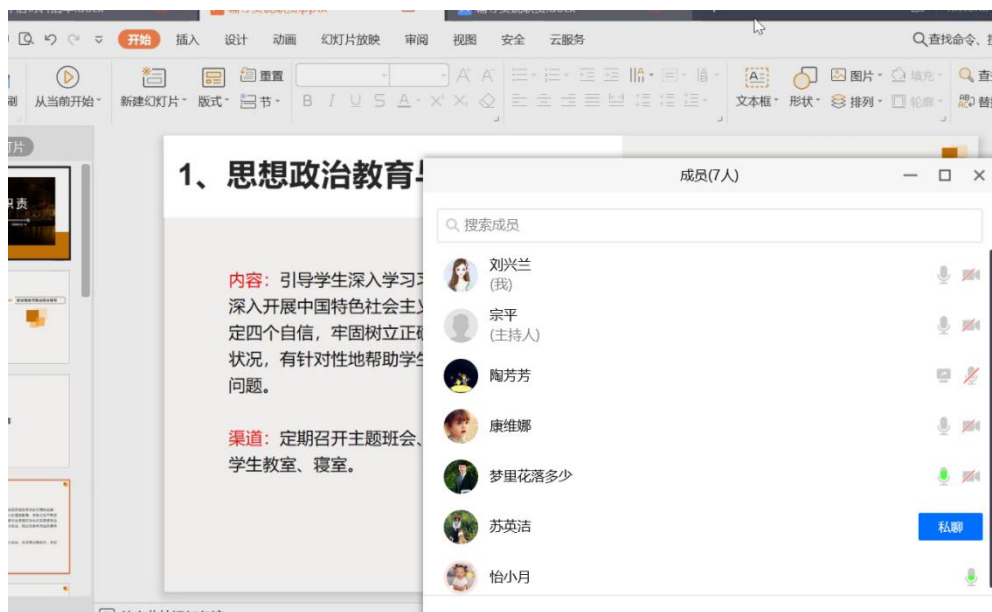 开始 插入 设计 动画 幻灯片放映 审阅 视图 安全 云服务 查找命令、
从当前开始 新建幻灯片 版式 重置 节 B I U S A 文本框 形状 图片 排列 填充 轮廓
1、思想政治教育
成员(7人)
搜索成员
刘兴兰
(我)
宗平
(主持人)
陶芳芳
康维娜
梦里花落多少
苏英洁
私聊
怡小月
内容：引导学生深入学习
深入开展中国特色社会主
定四个自信，牢固树立正
状况，有针对性地帮助学
问题。
渠道：定期召开主题班会、
学生教室、寝室。